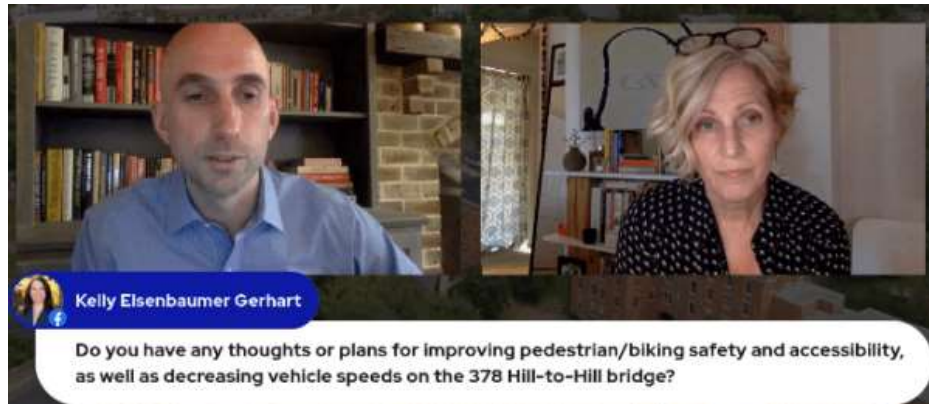 Kelly Elsenbaumer Gerhart
Do you have any thoughts or plans for improving pedestrian/biking safety and accessibility,
as well as decreasing vehicle speeds on the 378 Hill-to-Hill bridge?